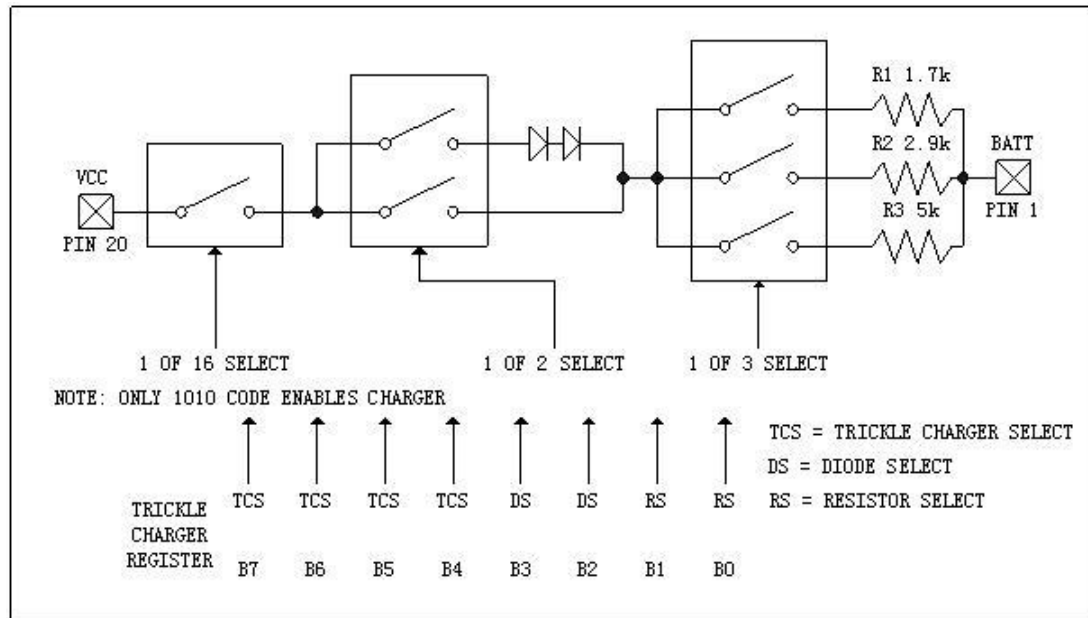 R1 1.7k
VCC
R2 2.9k
BATT
PIN 20
R3 5k
PIN 1
1 OF 16 SELECT
1 OF 2 SELECT
1 OF 3 SELECT
NOTE: ONLY 1010 CODE ENABLES CHARGER
TCS = TRICKLE CHARGER SELECT
DS = DIODE SELECT
RS = RESISTOR SELECT
TRICKLE
CHARGER
REGISTER
TCS TCS TCS TCS DS DS RS RS
B7 B6 B5 B4 B3 B2 B1 B0